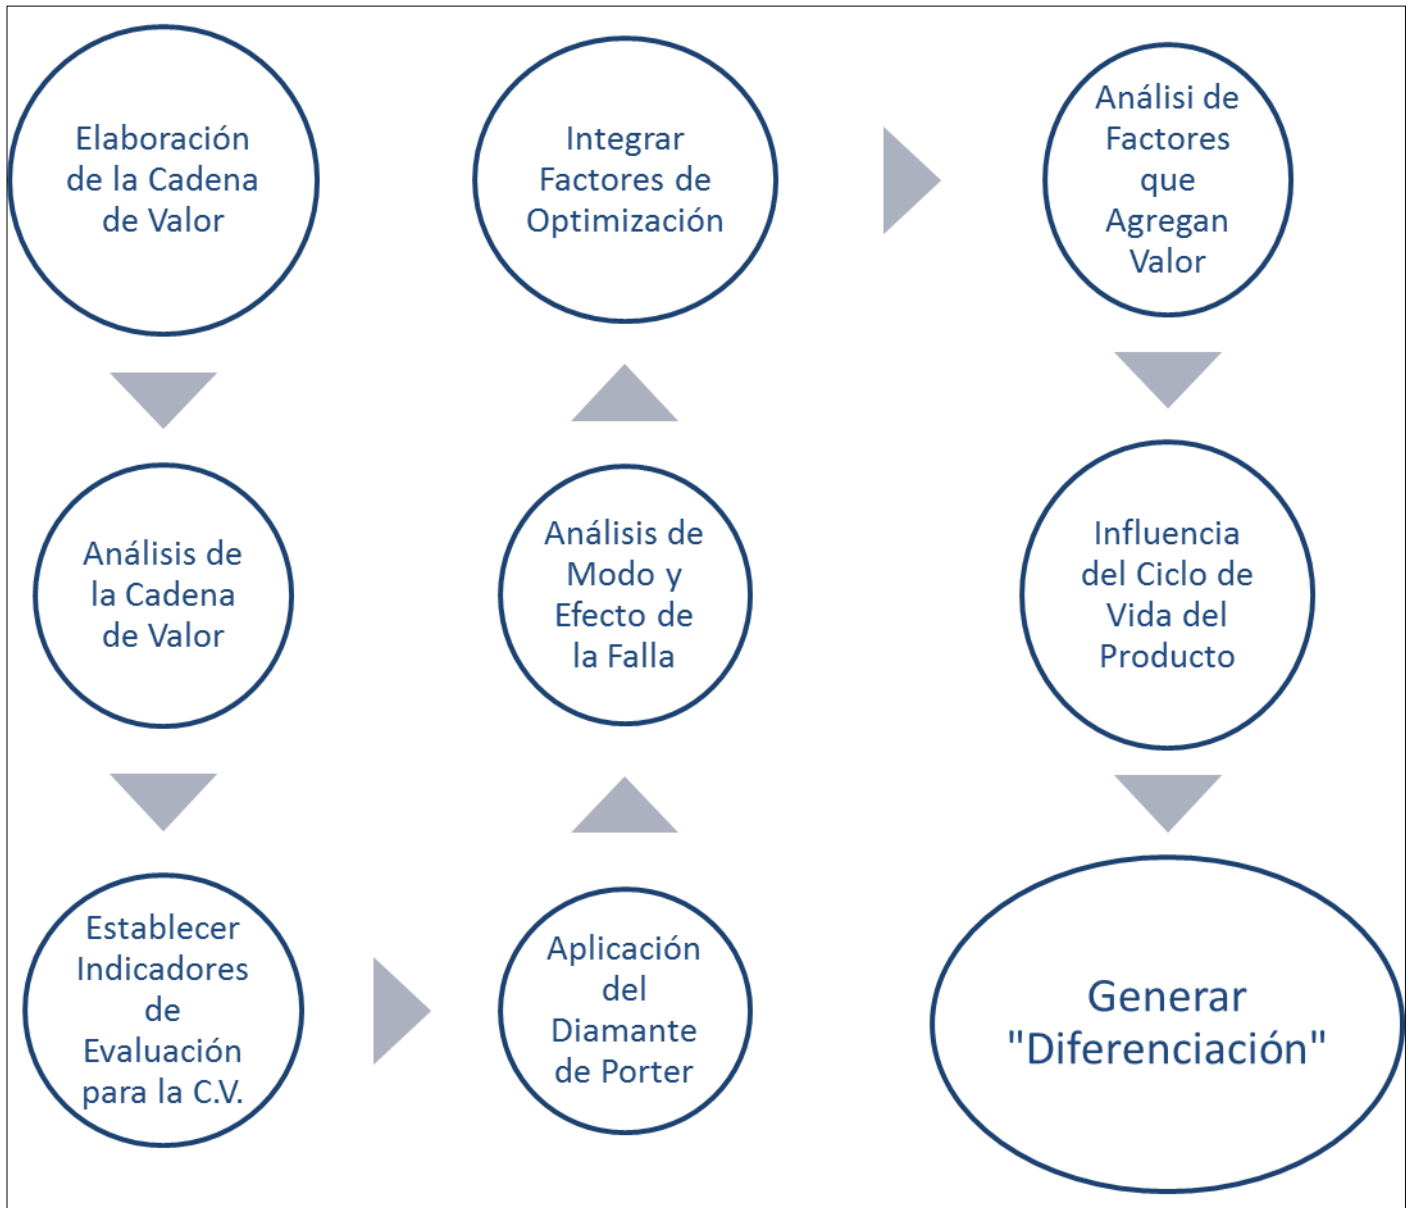 Elaboración
de la Cadena
de Valor
Análisis de
la Cadena
de Valor
Establecer
Indicadores
de
Evaluación
para la C.V.
Aplicación
del
Diamante
de Porter
Análisis de
Modo y
Efecto de
la Falla
Integrar
Factores de
Optimización
Análisi de
Factores
que
Agregan
Valor
Influencia
del Ciclo de
Vida del
Producto
Generar
"Diferenciación"